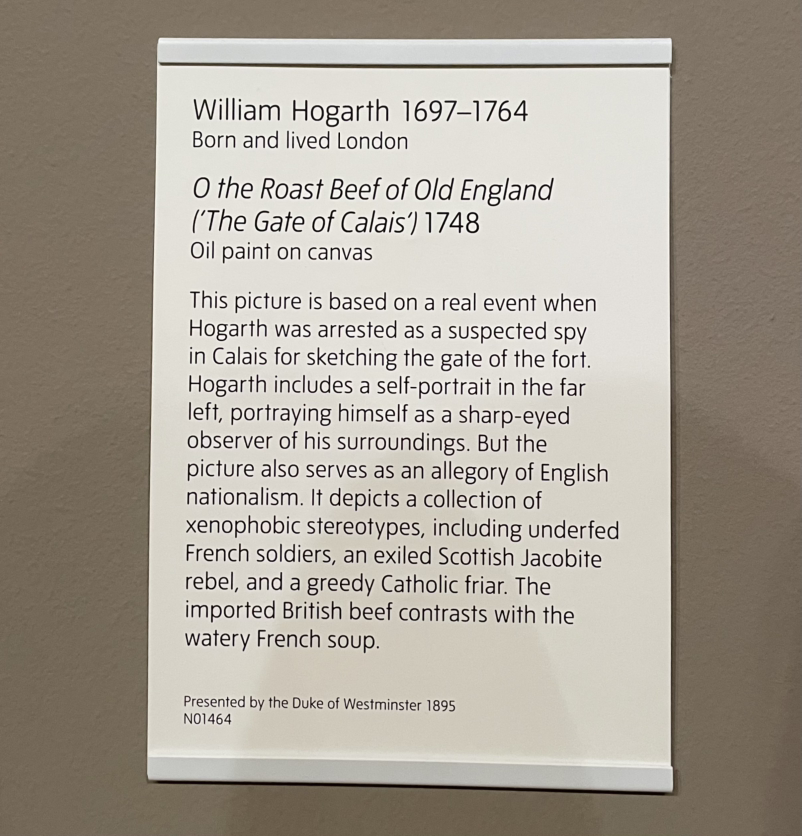 William Hogarth 1697–1764
Born and lived London
O the Roast Beef of Old England
(‘The Gate of Calais’) 1748
Oil paint on canvas
This picture is based on a real event when
Hogarth was arrested as a suspected spy
in Calais for sketching the gate of the fort.
Hogarth includes a self-portrait in the far
left, portraying himself as a sharp-eyed
observer of his surroundings. But the
picture also serves as an allegory of English
nationalism. It depicts a collection of
xenophobic stereotypes, including underfed
French soldiers, an exiled Scottish Jacobite
rebel, and a greedy Catholic friar. The
imported British beef contrasts with the
watery French soup.
Presented by the Duke of Westminster 1895
N01464